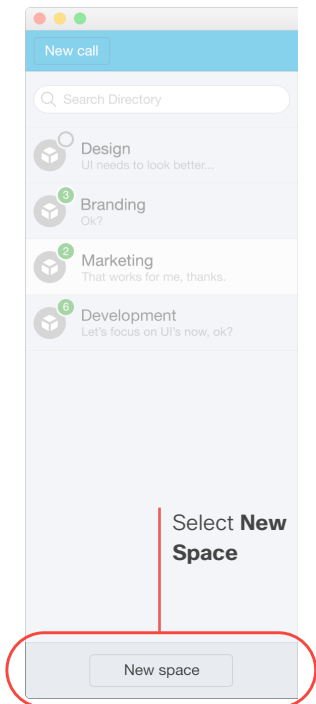 New call
Search Directory
Design
UI needs to look better...
3
Branding
Ok?
2
Marketing
That works for me, thanks.
6
Development
Let's focus on UI's now, ok?
Select New
Space
New space